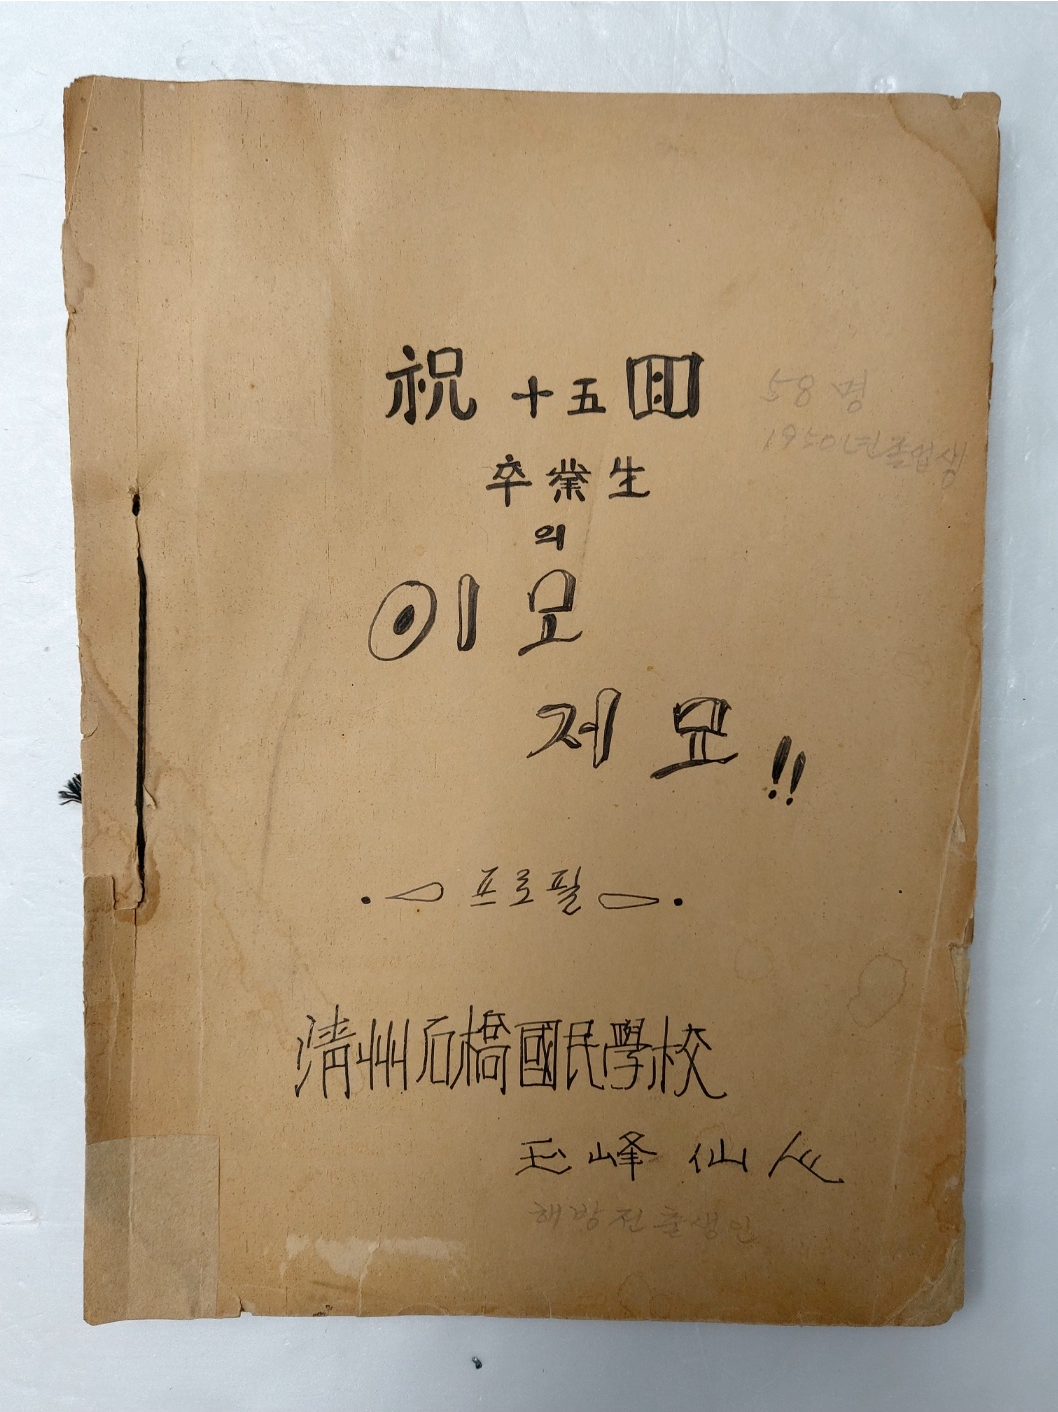 祝 十五回
58명
1950년졸업생
卒業生
의
이모
저모!!
프로필
淸州石橋國民學校
玉峰仙人
해방전출생인